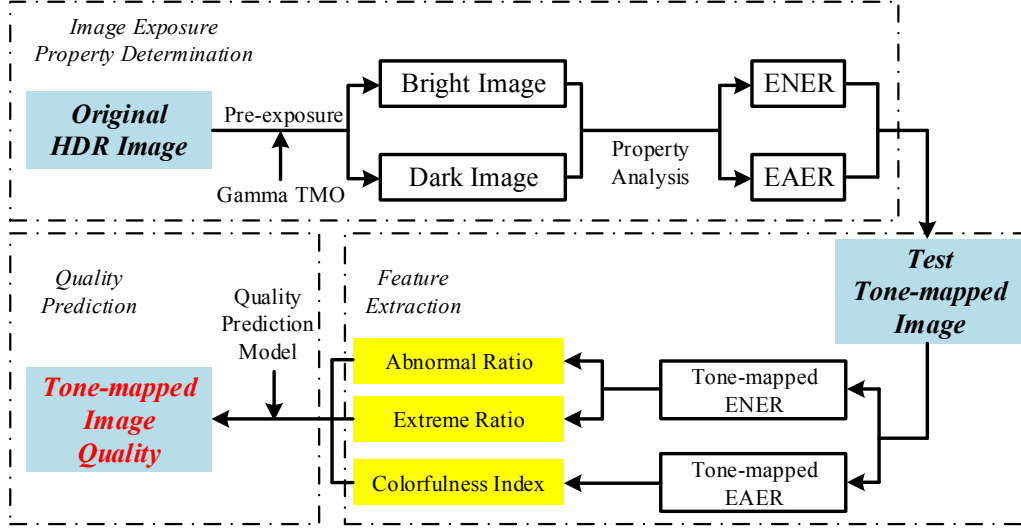 Image Exposure
Property Determination
Original
HDR Image
Pre-exposure
Gamma TMO
Bright Image
Dark Image
Property
Analysis
ENER
EAER
Test
Tone-mapped
Image
Feature
Extraction
Tone-mapped
ENER
Tone-mapped
EAER
Abnormal Ratio
Extreme Ratio
Colorfulness Index
Quality
Prediction
Quality
Prediction
Model
Tone-mapped
Image
Quality